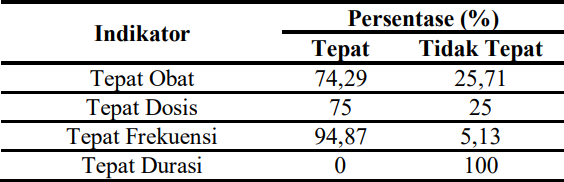 Indikator Persentase (%)
Tepat Tidak Tepat
Tepat Obat 74,29 25,71
Tepat Dosis 75 25
Tepat Frekuensi 94,87 5,13
Tepat Durasi 0 100